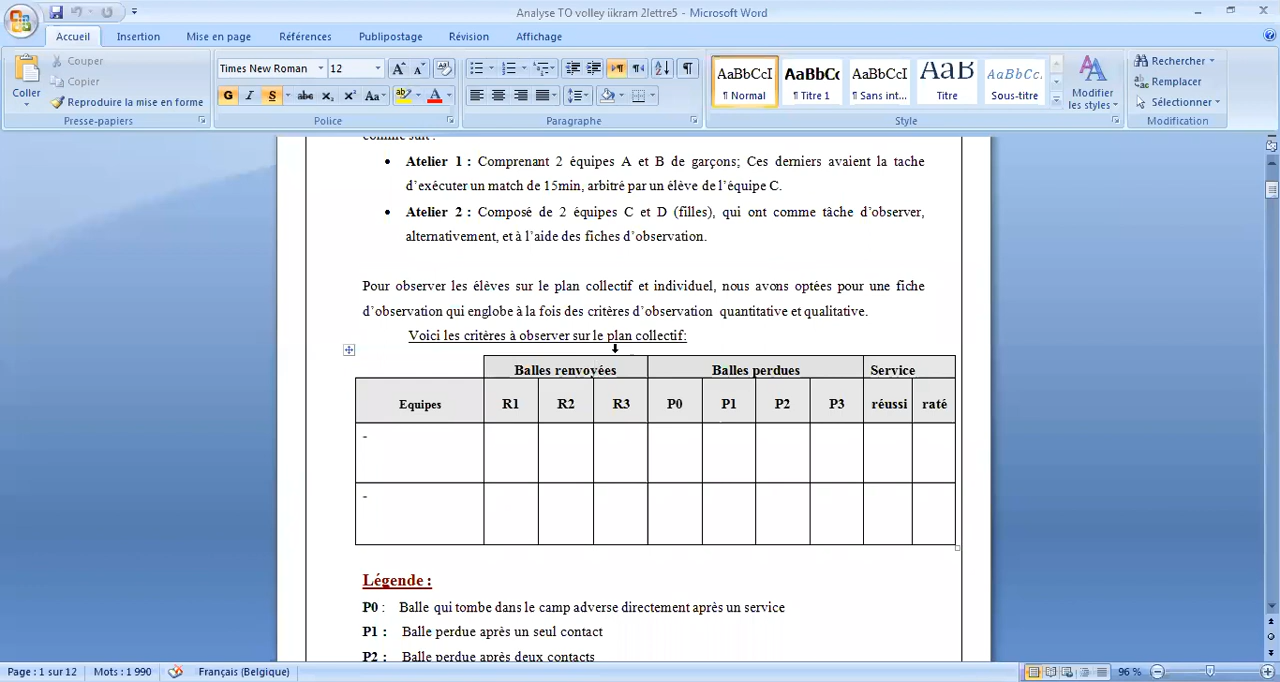 Analyse TO volley iikram 2lettre5 - Microsoft Word
Accueil Insertion Mise en page Références Publipostage Révision Affichage
Coller
Couper
Copier
Reproduire la mise en forme
Presse-papiers
Times New Roman 12
G I S abc X₂ X² Aa
Police
Paragraphe
AaBbCcI
¶ Normal
AaBbCc
¶ Titre 1
AaBbCcI
¶ Sans int...
AaB
Titre
AaBbCc.
Sous-titre
Modifier
les styles
Style
Rechercher
Remplacer
Sélectionner
Modification
comme suit :
• Atelier 1 : Comprenant 2 équipes A et B de garçons; Ces derniers avaient la tache
d'exécuter un match de 15min, arbitré par un élève de l'équipe C.
• Atelier 2 : Composé de 2 équipes C et D (filles), qui ont comme tâche d'observer,
alternativement, et à l'aide des fiches d'observation.
Pour observer les élèves sur le plan collectif et individuel, nous avons optées pour une fiche
d'observation qui englobe à la fois des critères d'observation quantitative et qualitative.
Voici les critères à observer sur le plan collectif:
Balles renvoyées Balles perdues Service
Equipes R1 R2 R3 P0 P1 P2 P3 réussi raté
-
-
Légende :
P0 : Balle qui tombe dans le camp adverse directement après un service
P1 : Balle perdue après un seul contact
P2 : Balle perdue après deux contacts
Page : 1 sur 12 Mots : 1 990 Français (Belgique) 96 %